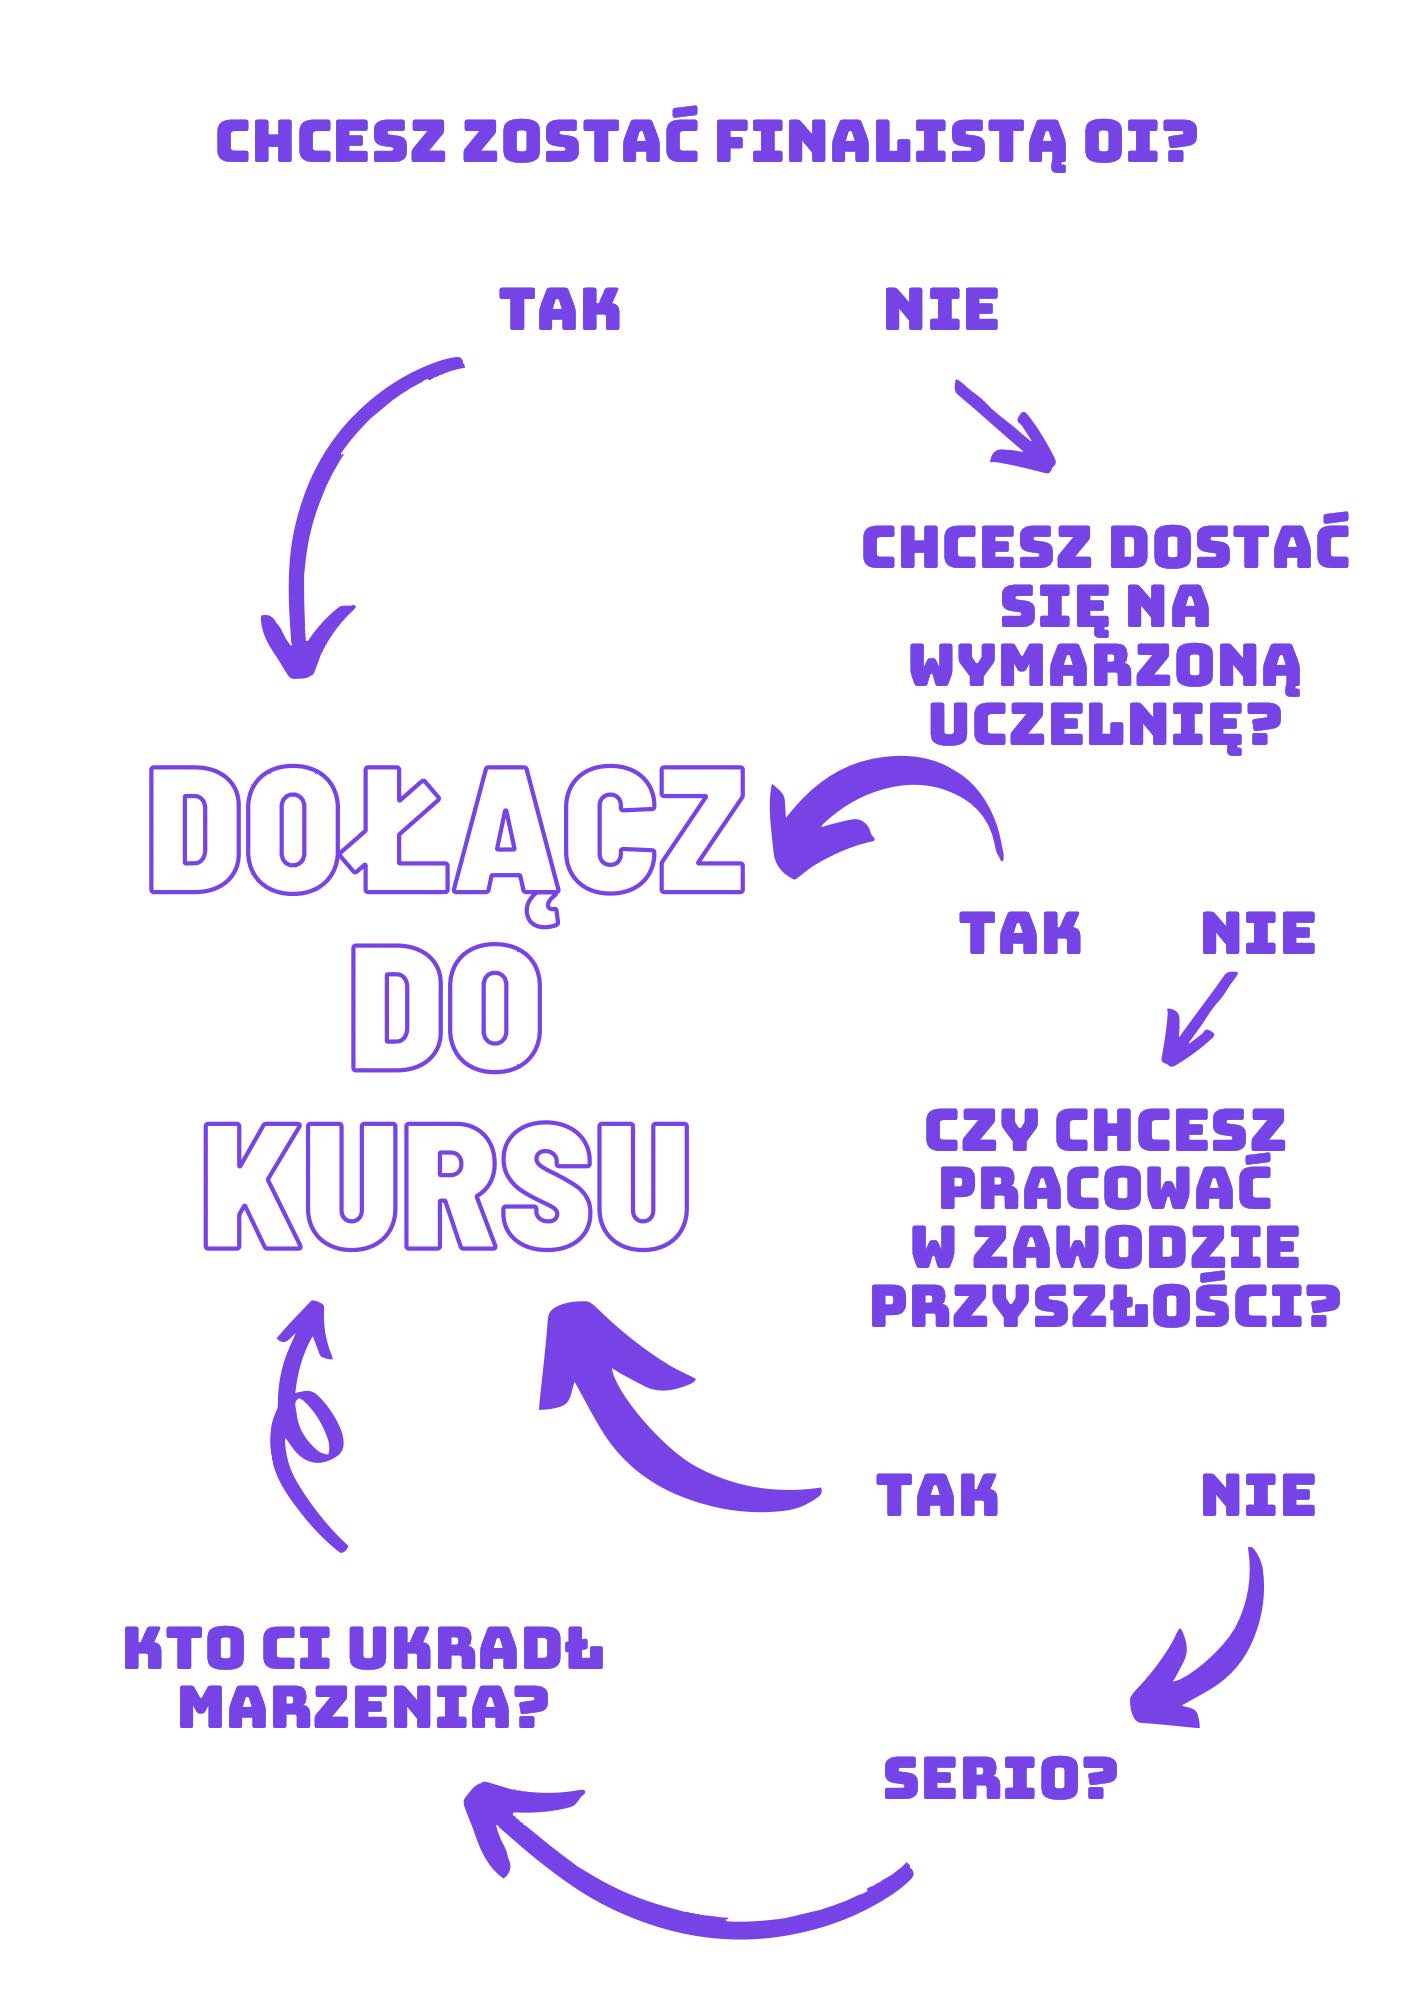 CHCESZ ZOSTAĆ FINALISTĄ OI?
TAK
NIE
CHCESZ DOSTAĆ
SIĘ NA
WYMARZONĄ
UCZELNIĘ?
DOŁĄCZ
DO
KURSU
TAK
NIE
CZY CHCESZ
PRACOWAĆ
W ZAWODZIE
PRZYSZŁOŚCI?
TAK
NIE
SERIO?
KTO CI UKRADŁ
MARZENIA?